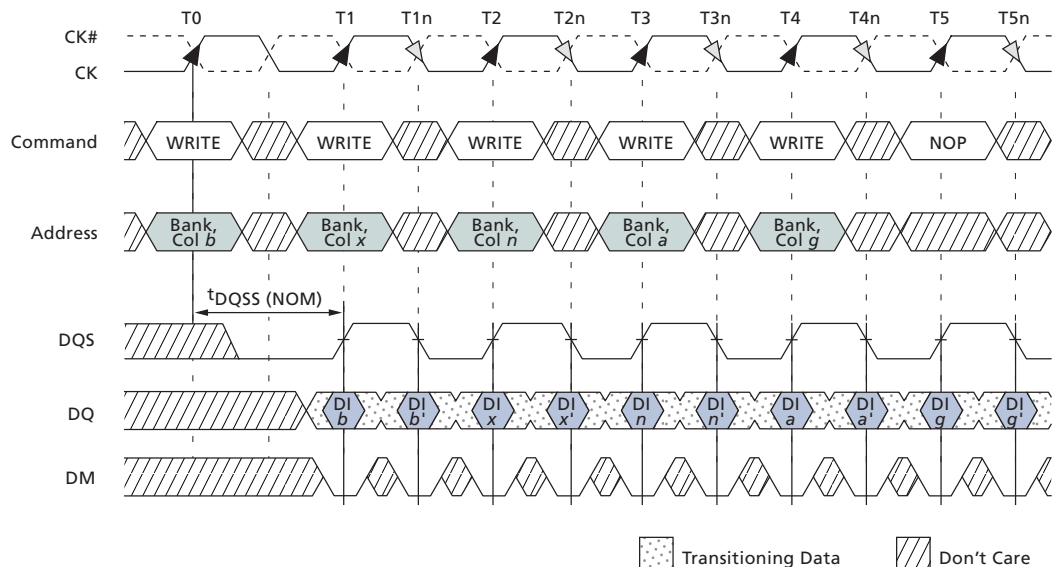 T0 T1 T1n T2 T2n T3 T3n T4 T4n T5 T5n
CK#
CK
Command WRITE WRITE WRITE WRITE WRITE NOP
Address
Bank, Col b
Bank, Col x
Bank, Col n
Bank, Col a
Bank, Col g
tDQSS (NOM)
DQS
DQ
DI b
DI b'
DI x
DI x'
DI n
DI n'
DI a
DI a'
DI g
DI g'
DM
Transitioning Data
Don't Care